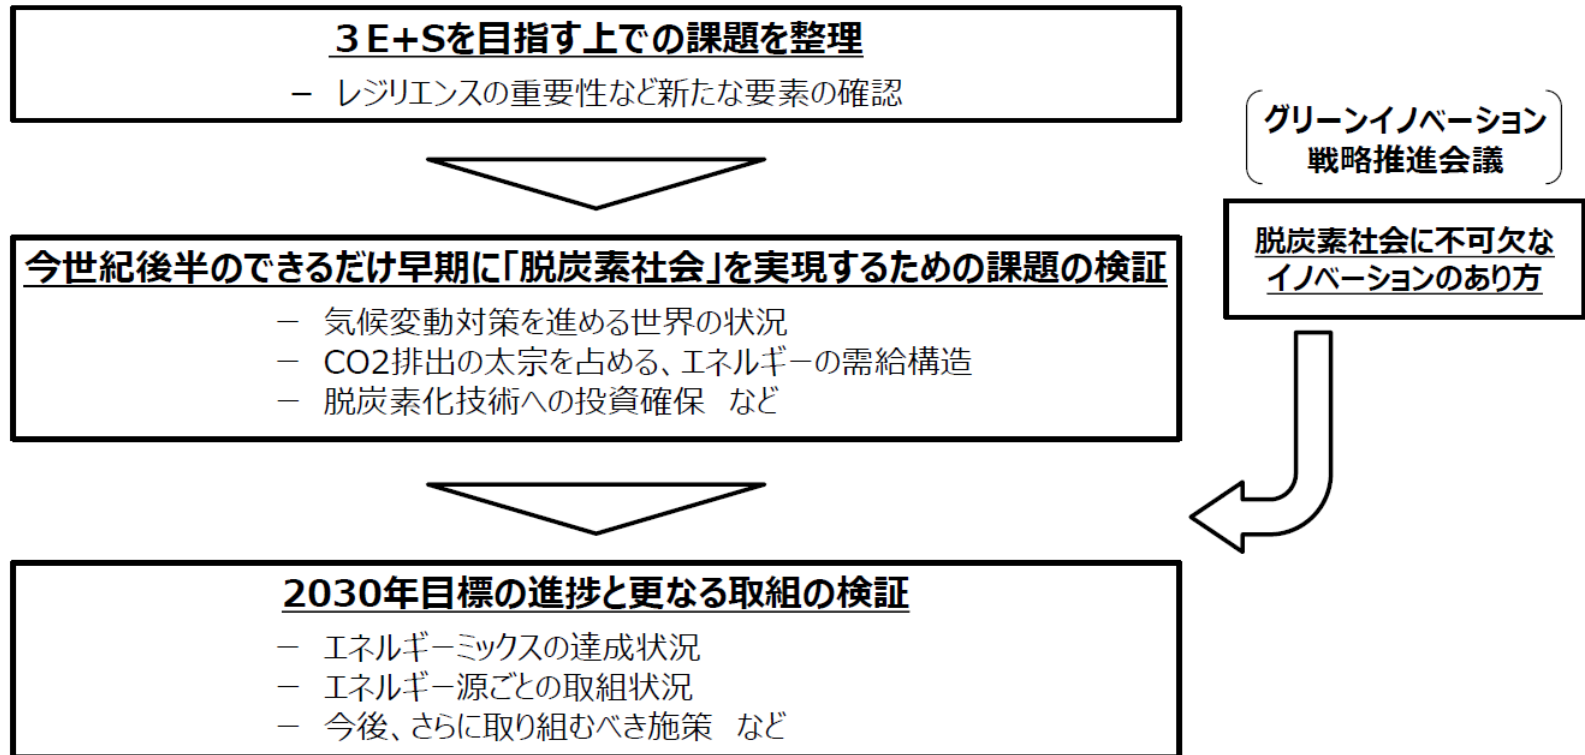 ３E+Sを目指す上での課題を整理
－ レジリエンスの重要性など新たな要素の確認
グリーンイノベーション
戦略推進会議
脱炭素社会に不可欠な
イノベーションのあり方
今世紀後半のできるだけ早期に「脱炭素社会」を実現するための課題の検証
－ 気候変動対策を進める世界の状況
－ CO2排出の太宗を占める、エネルギーの需給構造
－ 脱炭素化技術への投資確保　など
2030年目標の進捗と更なる取組の検証
－ エネルギーミックスの達成状況
－ エネルギー源ごとの取組状況
－ 今後、さらに取り組むべき施策　など